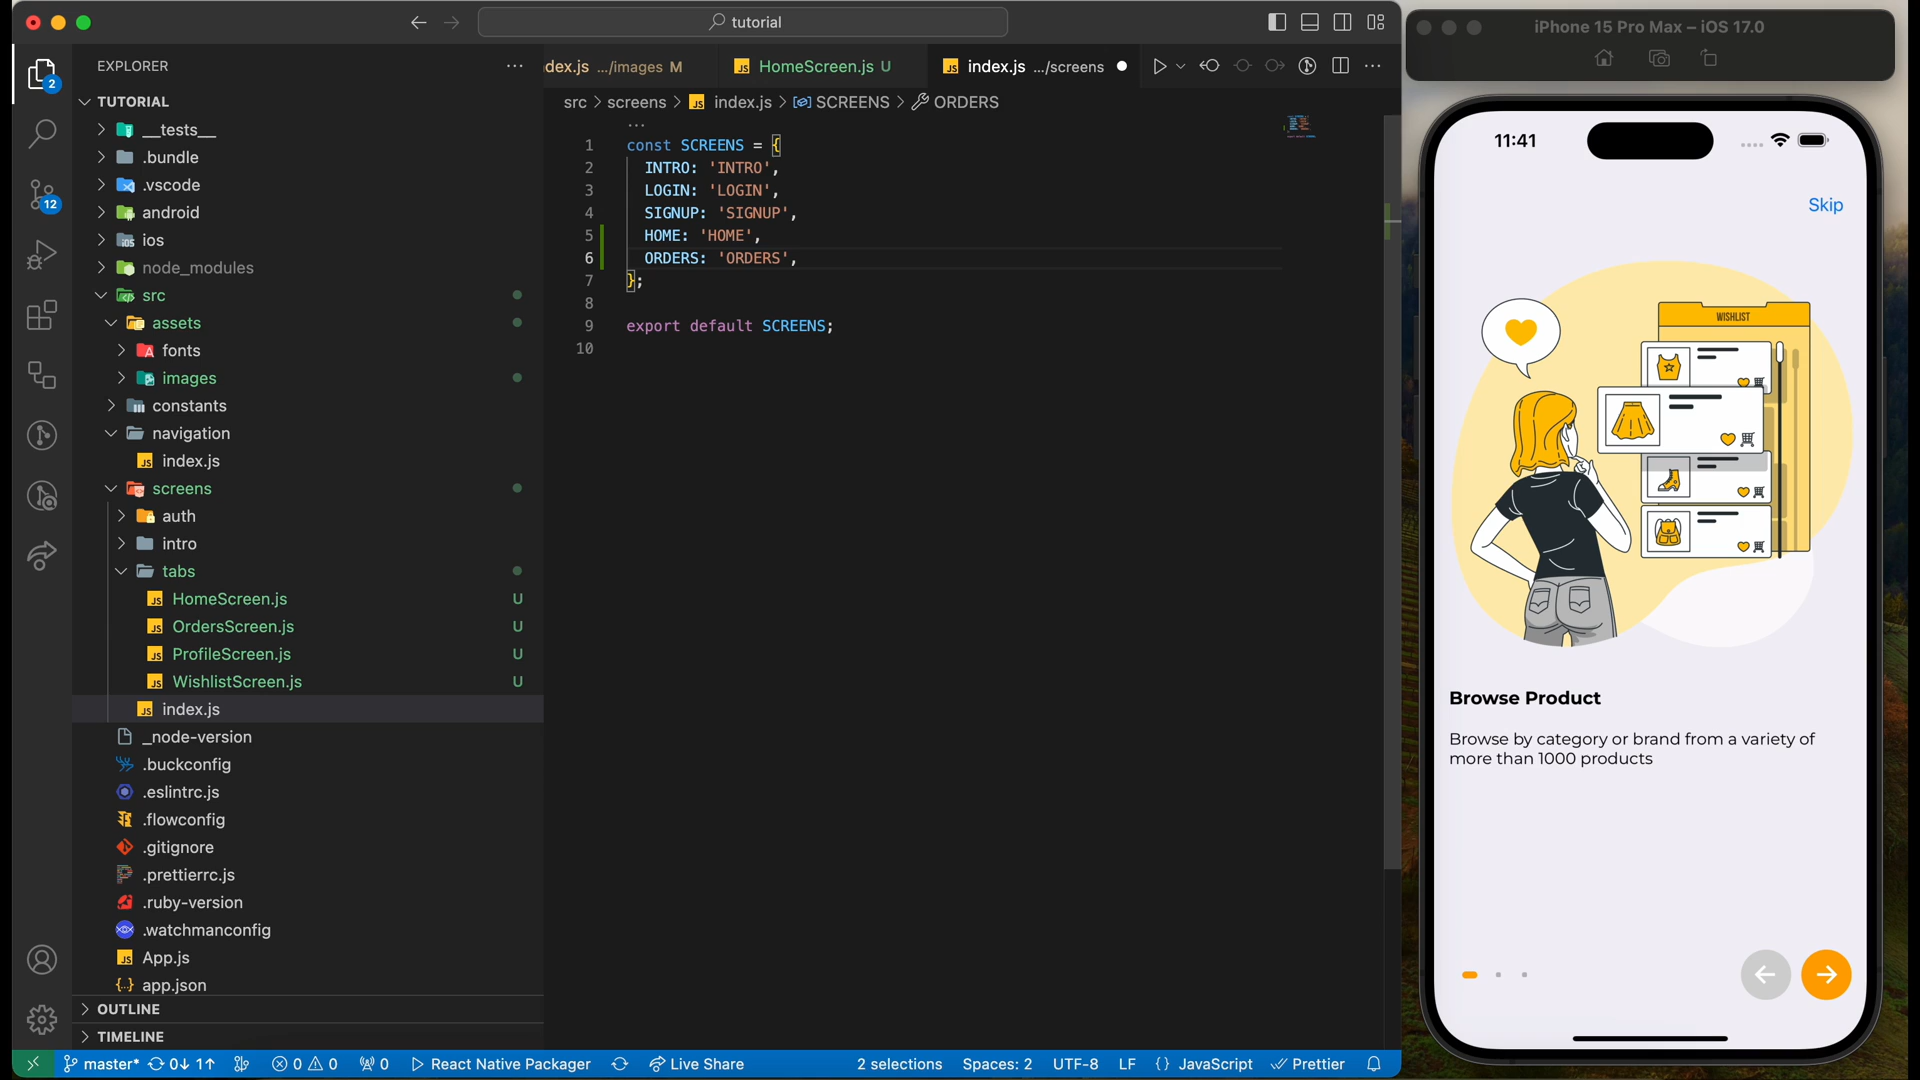 tutorial
EXPLORER
TUTORIAL
__tests__
.bundle
.vscode
android
ios
node_modules
src
assets
fonts
images
constants
navigation
index.js
screens
auth
intro
tabs
HomeScreen.js U
OrdersScreen.js U
ProfileScreen.js U
WishlistScreen.js U
index.js
_node-version
.buckconfig
.eslintrc.js
.flowconfig
.gitignore
.prettierrc.js
.ruby-version
.watchmanconfig
App.js
app.json
OUTLINE
TIMELINE
2
12
dex.js .../images M
HomeScreen.js U
index.js .../screens
src > screens > index.js > SCREENS > ORDERS
...
1 const SCREENS = {
2 INTRO: 'INTRO',
3 LOGIN: 'LOGIN',
4 SIGNUP: 'SIGNUP',
5 HOME: 'HOME',
6 ORDERS: 'ORDERS',
7 };
8
9 export default SCREENS;
10
master* 0↓ 1↑ 0 0 0 React Native Packager Live Share 2 selections Spaces: 2 UTF-8 LF {} JavaScript Prettier
iPhone 15 Pro Max – iOS 17.0
11:41
Skip
WISHLIST
Browse Product
Browse by category or brand from a variety of
more than 1000 products